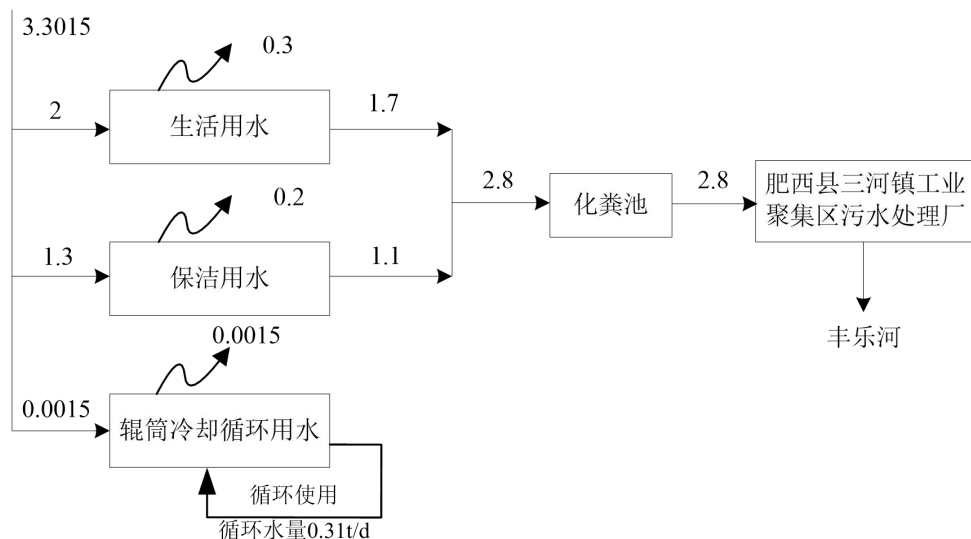 3.3015
0.3
2
生活用水
1.7
2.8
化粪池
2.8
肥西县三河镇工业
聚集区污水处理厂
0.2
1.3
保洁用水
1.1
丰乐河
0.0015
0.0015
辊筒冷却循环用水
循环使用
循环水量0.31t/d